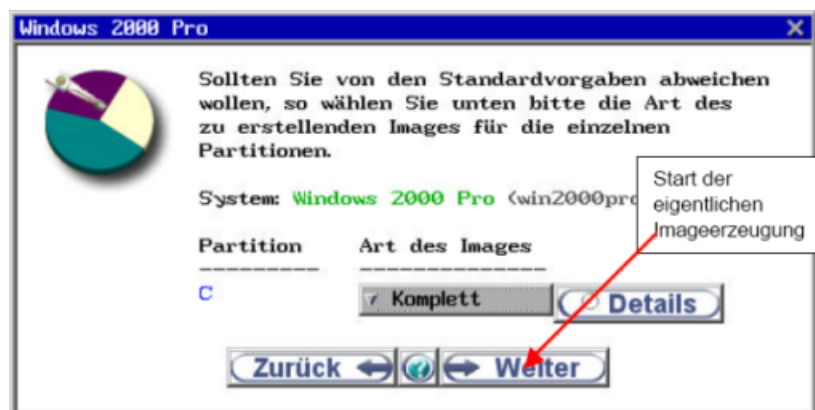 Windows 2000 Pro
Sollten Sie von den Standardvorgaben abweichen
wollen, so wählen Sie unten bitte die Art des
zu erstellenden Images für die einzelnen
Partitionen.
System: Windows 2000 Pro (win2000pro
Start der
eigentlichen
Imageerzeugung
Partition Art des Images
--------- --------------
C Komplett Details
Zurück Weiter